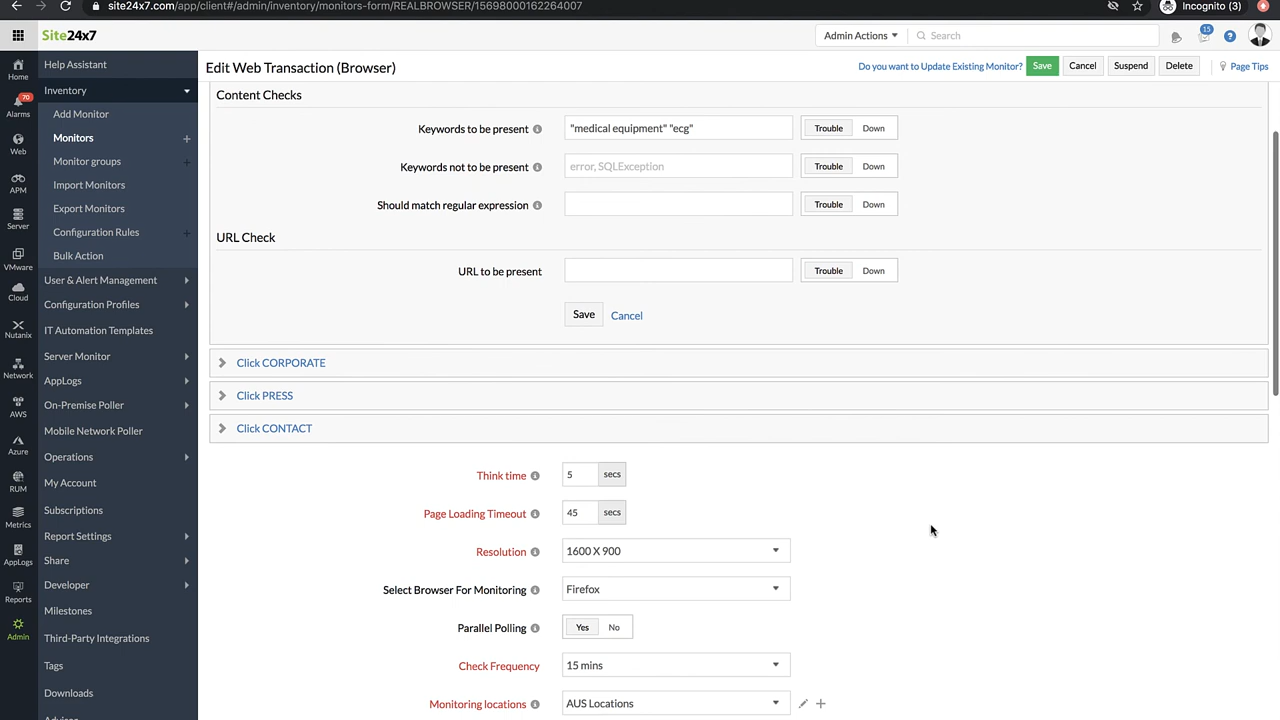 site24x7.com/app/client#/admin/inventory/monitors-form/REALBROWSER/15698000162264007
Incognito (3)
Site24x7
Admin Actions
Search
15
Home
Alarms
70
Web
APM
Server
VMware
Cloud
Nutanix
Network
AWS
Azure
RUM
Metrics
AppLogs
Reports
Admin
Help Assistant
Inventory
Add Monitor
Monitors
Monitor groups
Import Monitors
Export Monitors
Configuration Rules
Bulk Action
User & Alert Management
Configuration Profiles
IT Automation Templates
Server Monitor
AppLogs
On-Premise Poller
Mobile Network Poller
Operations
My Account
Subscriptions
Report Settings
Share
Developer
Milestones
Third-Party Integrations
Tags
Downloads
Edit Web Transaction (Browser)
Do you want to Update Existing Monitor? Save Cancel Suspend Delete Page Tips
Content Checks
Keywords to be present "medical equipment" "ecg" Trouble Down
Keywords not to be present error, SQLException Trouble Down
Should match regular expression Trouble Down
URL Check
URL to be present Trouble Down
Save Cancel
Click CORPORATE
Click PRESS
Click CONTACT
Think time 5 secs
Page Loading Timeout 45 secs
Resolution 1600 X 900
Select Browser For Monitoring Firefox
Parallel Polling Yes No
Check Frequency 15 mins
Monitoring locations AUS Locations